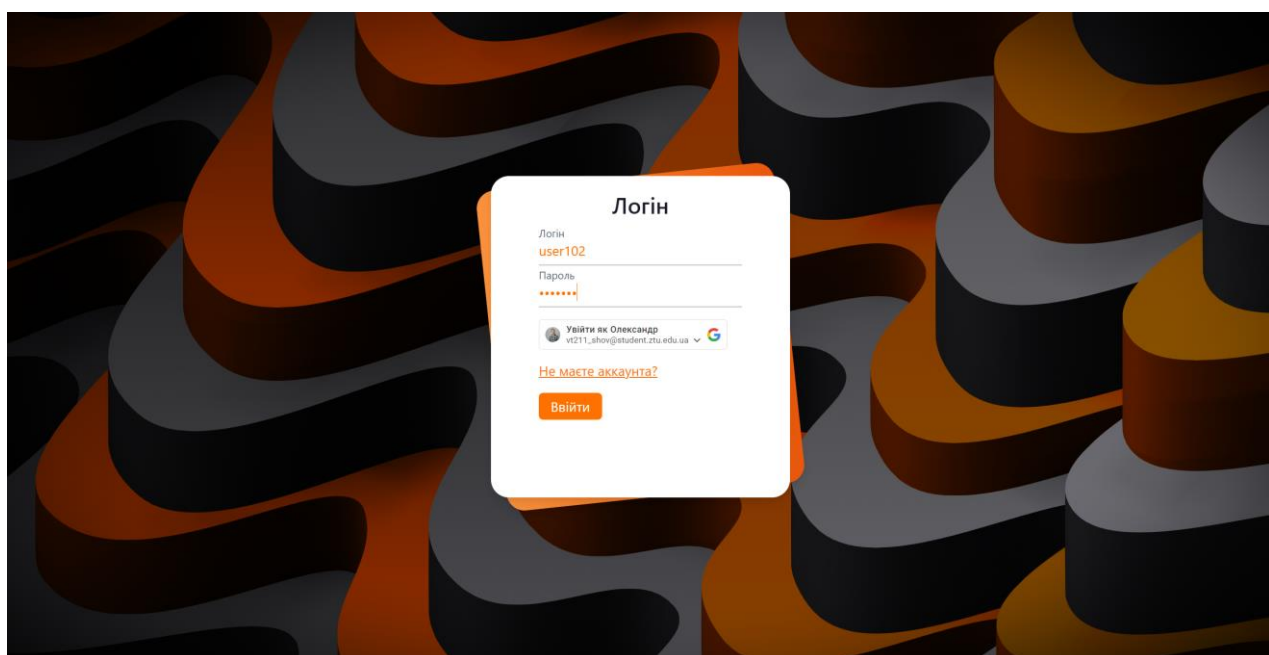 Логін
Логін
user102
Пароль
•••••••
Увійти як Олександр
vt211_shov@student.ztu.edu.ua
Не маєте аккаунта?
Ввійти